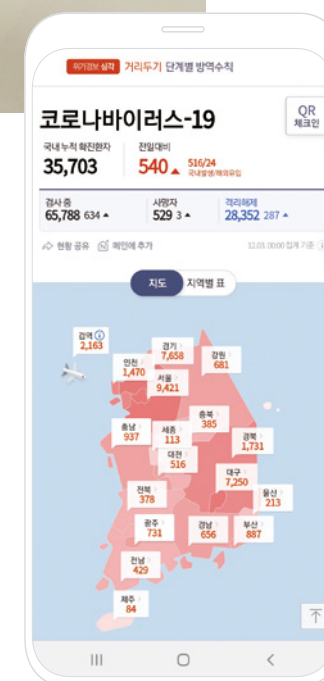 위기경보 심각 거리두기 단계별 방역수칙
코로나바이러스-19
QR
체크인
국내 누적 확진환자
35,703
전일대비
540 ▲ 516/24
국내발생/해외유입
검사 중
65,788 634 ▲
사망자
529 3 ▲
격리해제
28,352 287 ▲
현황 공유
메인에 추가
12.03. 00:00 집계 기준
지도
지역별 표
검역
2,163
인천
1,470
경기
7,658
서울
9,421
강원
681
충남
937
세종
113
충북
385
대전
516
경북
1,731
대구
7,250
전북
378
울산
213
광주
731
경남
656
부산
887
전남
429
제주
84